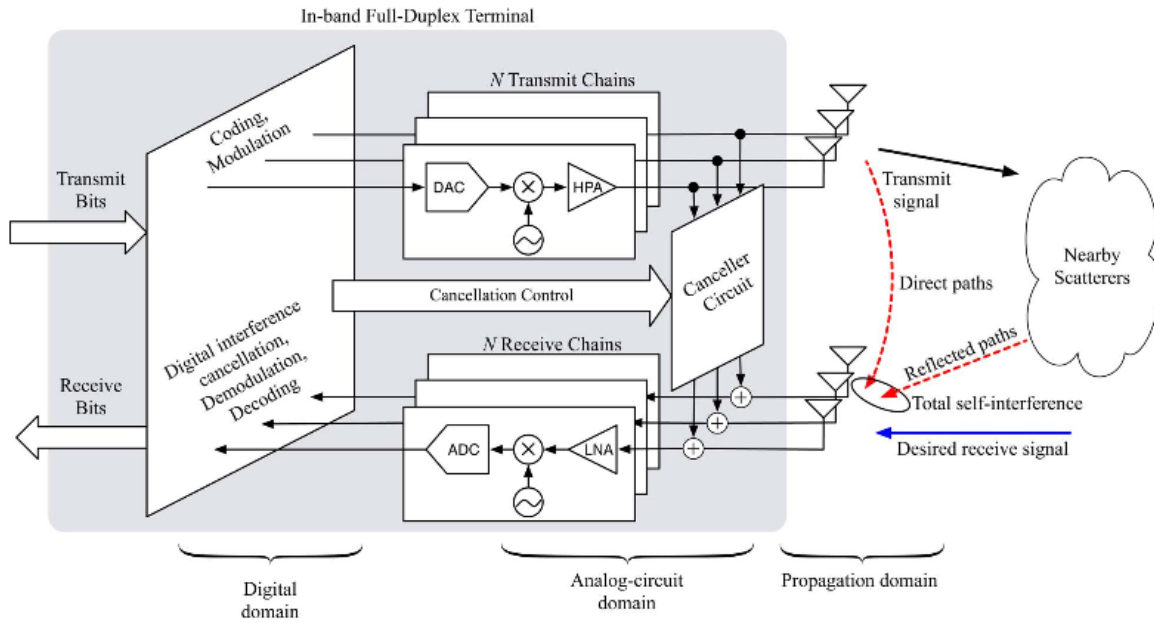 In-band Full-Duplex Terminal
N Transmit Chains
Coding,
Modulation
Transmit
Bits
DAC
HPA
Transmit
signal
Nearby
Scatterers
Canceller
Circuit
Direct paths
Cancellation Control
Digital interference
cancellation,
Demodulation,
Decoding
N Receive Chains
Reflected paths
Receive
Bits
Total self-interference
ADC
LNA
Desired receive signal
Digital
domain
Analog-circuit
domain
Propagation domain